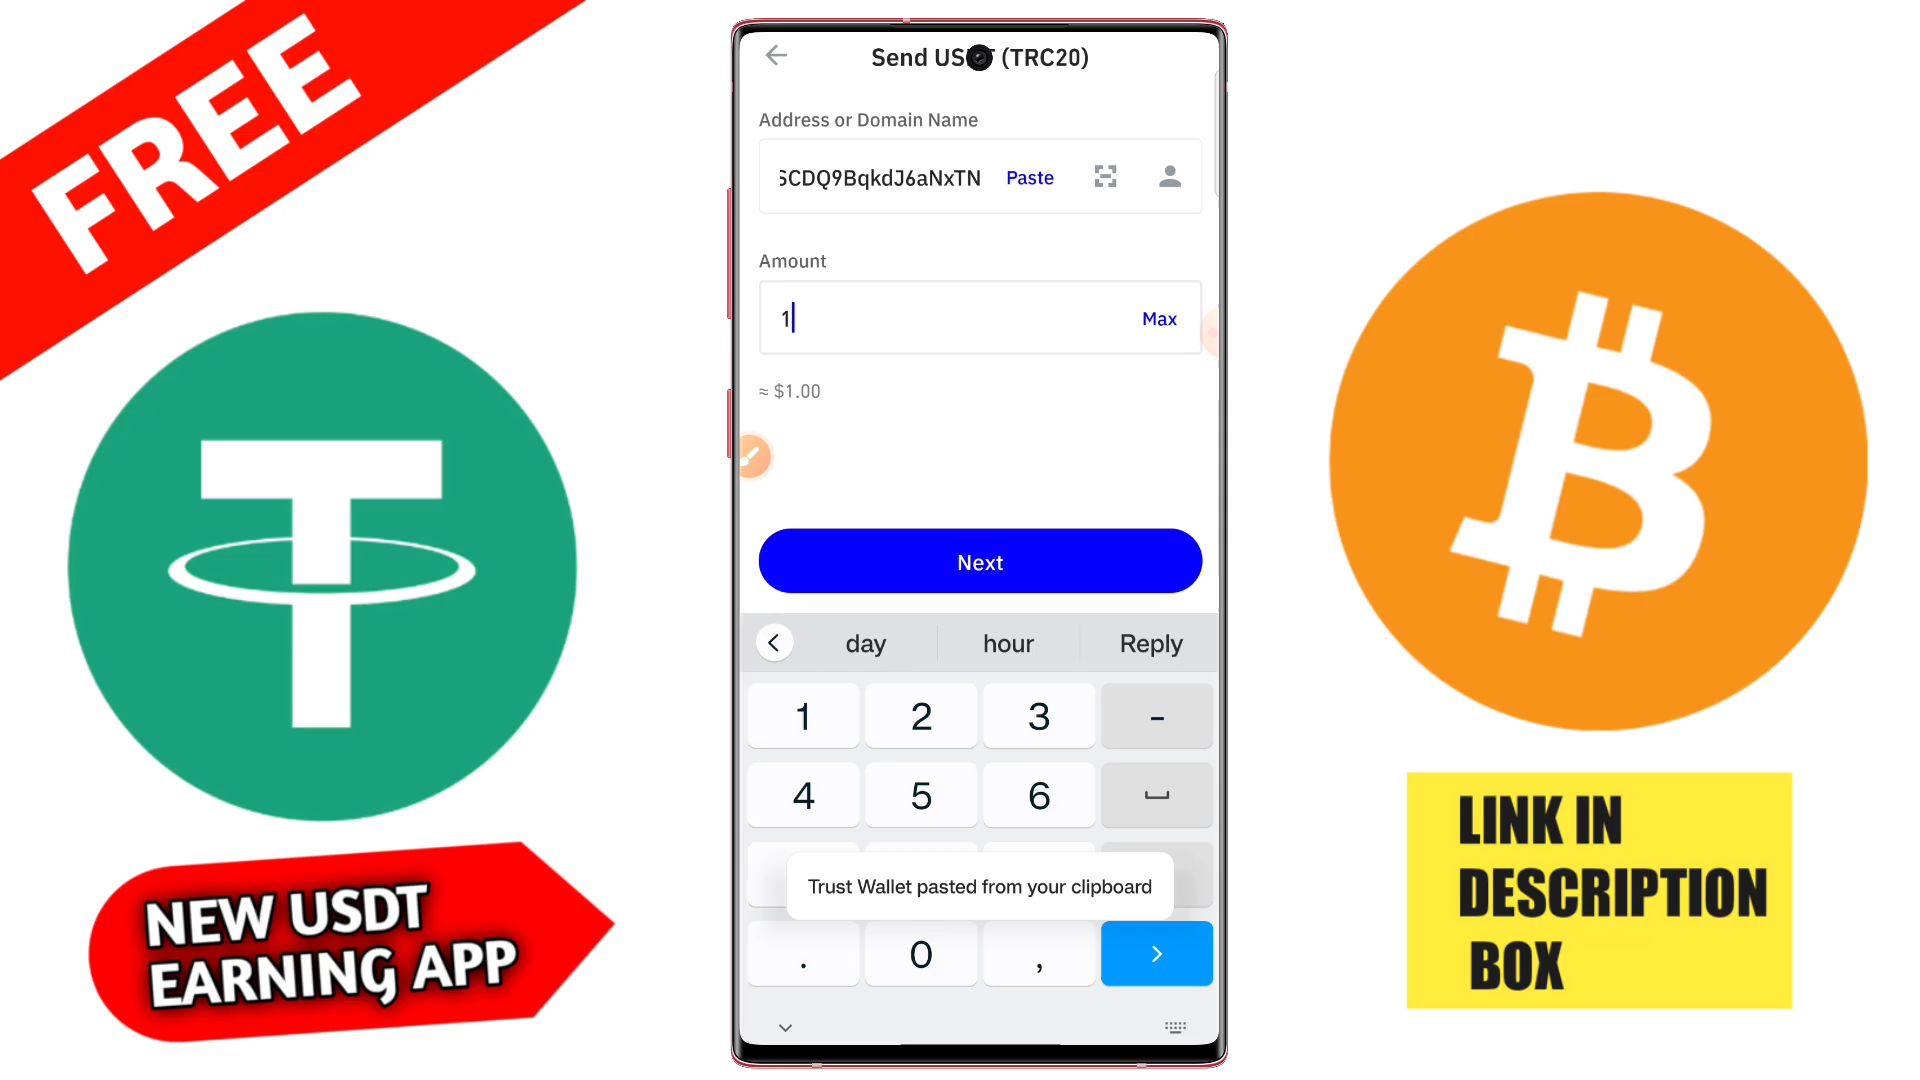 FREE
Send USDT (TRC20)
Address or Domain Name
SCDQ9BqkdJ6aNxTN Paste
Amount
1 Max
≈ $1.00
Next
day hour Reply
1 2 3 -
4 5 6
Trust Wallet pasted from your clipboard
. 0 ,
NEW USDT
EARNING APP
LINK IN
DESCRIPTION
BOX